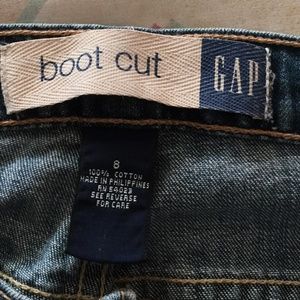 boot cut GAP
8
100% COTTON
MADE IN PHILIPPINES
RN 54023
SEE REVERSE
FOR CARE